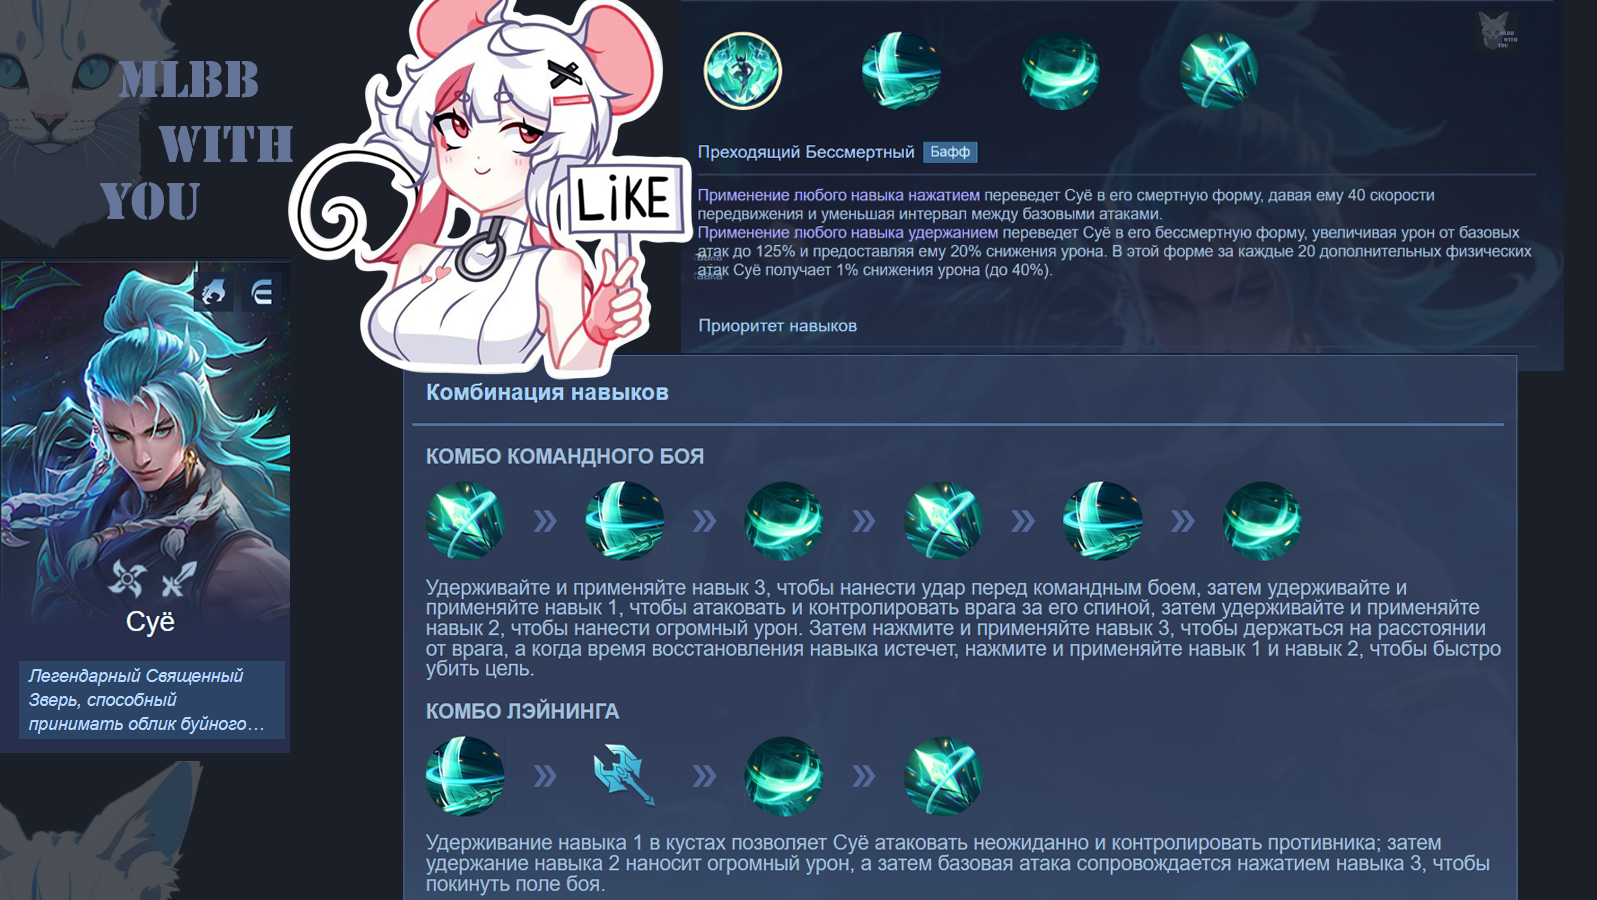 MLBB
WITH
YOU
LiKE
MLBB
WITH
YOU
Преходящий Бессмертный Бафф
Применение любого навыка нажатием переведет Суё в его смертную форму, давая ему 40 скорости
передвижения и уменьшая интервал между базовыми атаками.
Применение любого навыка удержанием переведет Суё в его бессмертную форму, увеличивая урон от базовых
атак до 125% и предоставляя ему 20% снижения урона. В этой форме за каждые 20 дополнительных физических
атак Суё получает 1% снижения урона (до 40%).
Приоритет навыков
Суё
Легендарный Священный
Зверь, способный
принимать облик буйного…
Комбинация навыков
КОМБО КОМАНДНОГО БОЯ
Удерживайте и применяйте навык 3, чтобы нанести удар перед командным боем, затем удерживайте и
применяйте навык 1, чтобы атаковать и контролировать врага за его спиной, затем удерживайте и применяйте
навык 2, чтобы нанести огромный урон. Затем нажмите и применяйте навык 3, чтобы держаться на расстоянии
от врага, а когда время восстановления навыка истечет, нажмите и применяйте навык 1 и навык 2, чтобы быстро
убить цель.
КОМБО ЛЭЙНИНГА
Удерживание навыка 1 в кустах позволяет Суё атаковать неожиданно и контролировать противника; затем
удержание навыка 2 наносит огромный урон, а затем базовая атака сопровождается нажатием навыка 3, чтобы
покинуть поле боя.